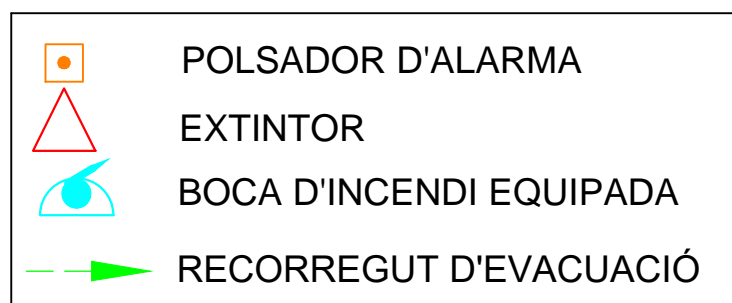 POLSADOR D'ALARMA
EXTINTOR
BOCA D'INCENDI EQUIPADA
RECORREGUT D'EVACUACIÓ